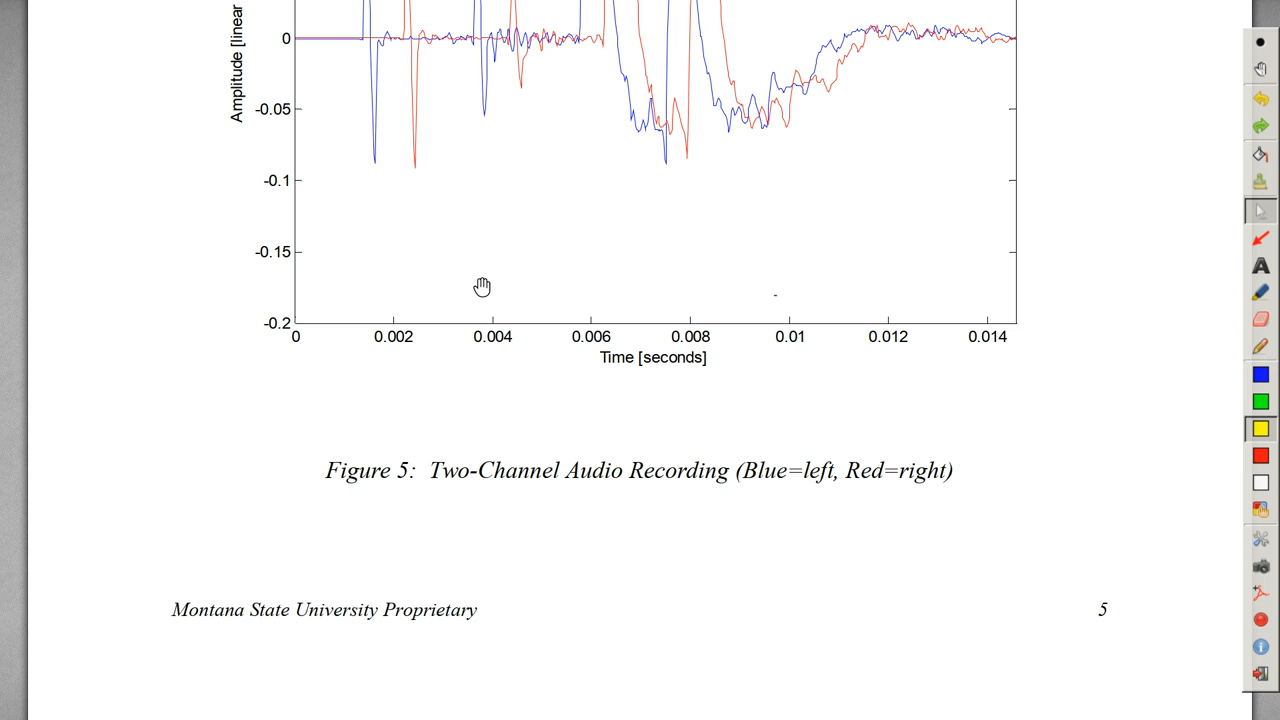 Amplitude [linear
0
-0.05
-0.1
-0.15
-0.2
0 0.002 0.004 0.006 0.008 0.01 0.012 0.014
Time [seconds]
Figure 5: Two-Channel Audio Recording (Blue=left, Red=right)
Montana State University Proprietary 5
A